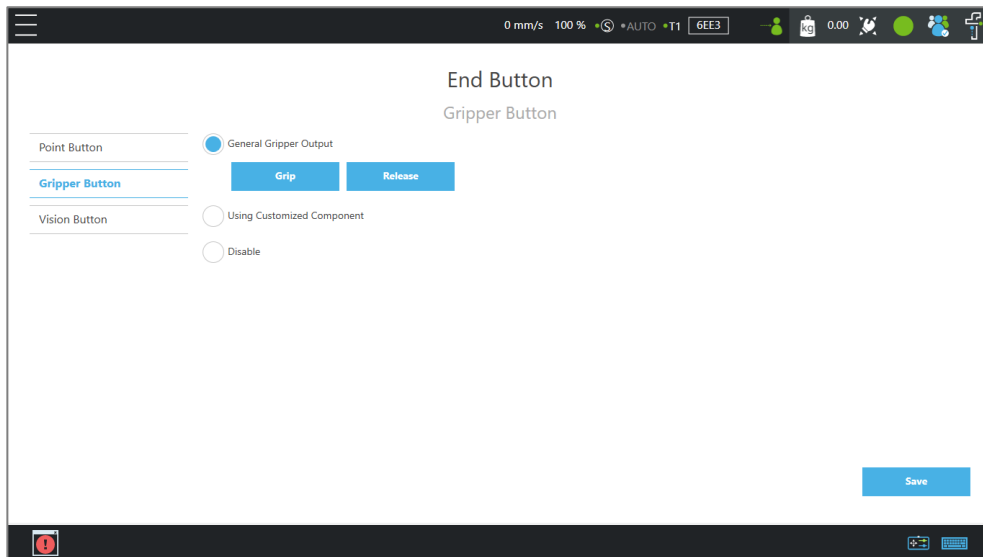 0 mm/s 100 % •Ⓢ •AUTO •T1 6EE3 kg 0.00
End Button
Gripper Button
Point Button
Gripper Button
Vision Button
General Gripper Output
Grip Release
Using Customized Component
Disable
Save